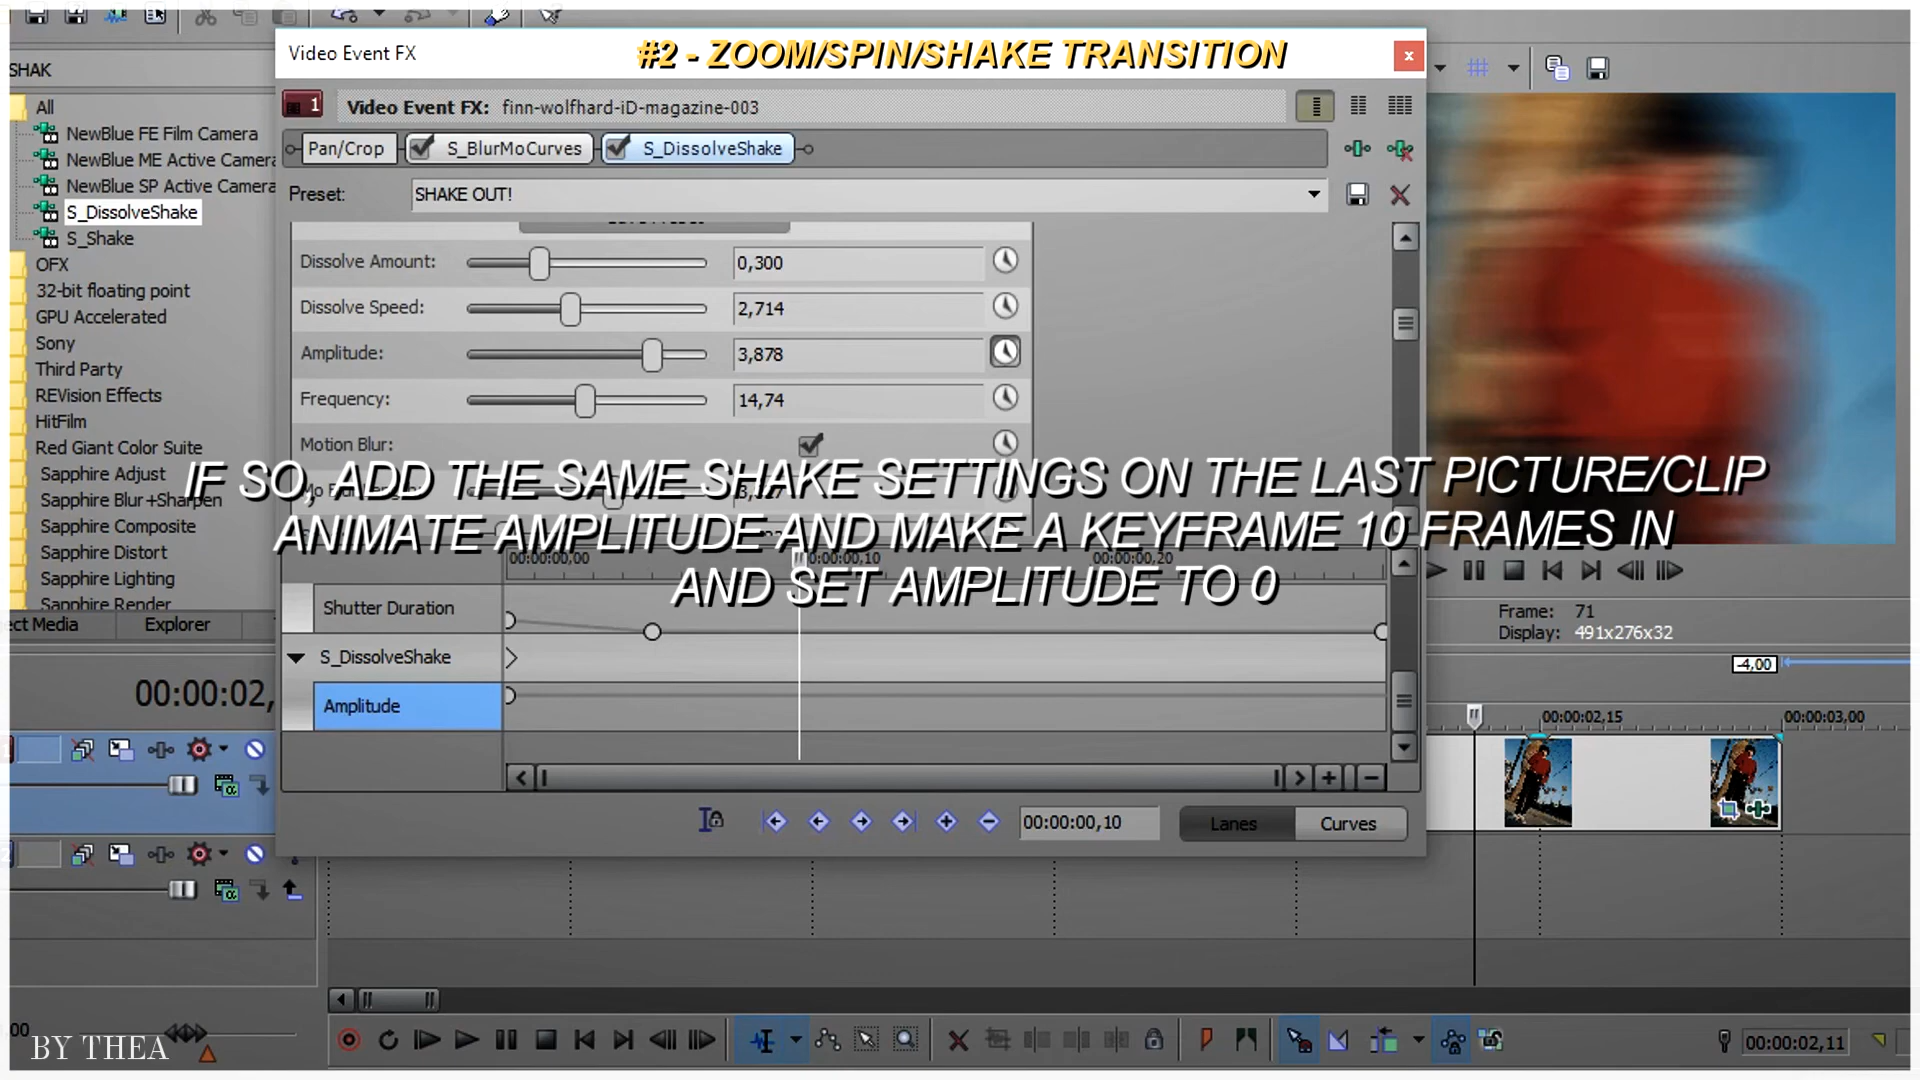 #2 - ZOOM/SPIN/SHAKE TRANSITION
Video Event FX
SHAK
1
Video Event FX: finn-wolfhard-iD-magazine-003
Pan/Crop
S_BlurMoCurves
S_DissolveShake
Preset:
SHAKE OUT!
All
NewBlue FE Film Camera
NewBlue ME Active Camera
NewBlue SP Active Camera
S_DissolveShake
S_Shake
OFX
32-bit floating point
GPU Accelerated
Sony
Third Party
REVision Effects
HitFilm
Red Giant Color Suite
Sapphire Adjust
Sapphire Blur+Sharpen
Sapphire Composite
Sapphire Distort
Sapphire Lighting
Sapphire Render
ect Media
Explorer
Dissolve Amount: 0,300
Dissolve Speed: 2,714
Amplitude: 3,878
Frequency: 14,74
Motion Blur:
IF SO, ADD THE SAME SHAKE SETTINGS ON THE LAST PICTURE/CLIP
ANIMATE AMPLITUDE AND MAKE A KEYFRAME 10 FRAMES IN
AND SET AMPLITUDE TO 0
00:00:00,00
00:00:00,10
00:00:00,20
Shutter Duration
S_DissolveShake
Amplitude
00:00:00,10
Lanes
Curves
Frame: 71
Display: 491x276x32
-4,00
00:00:02,
00:00:02,15
00:00:03,00
00
BY THEA
00:00:02,11